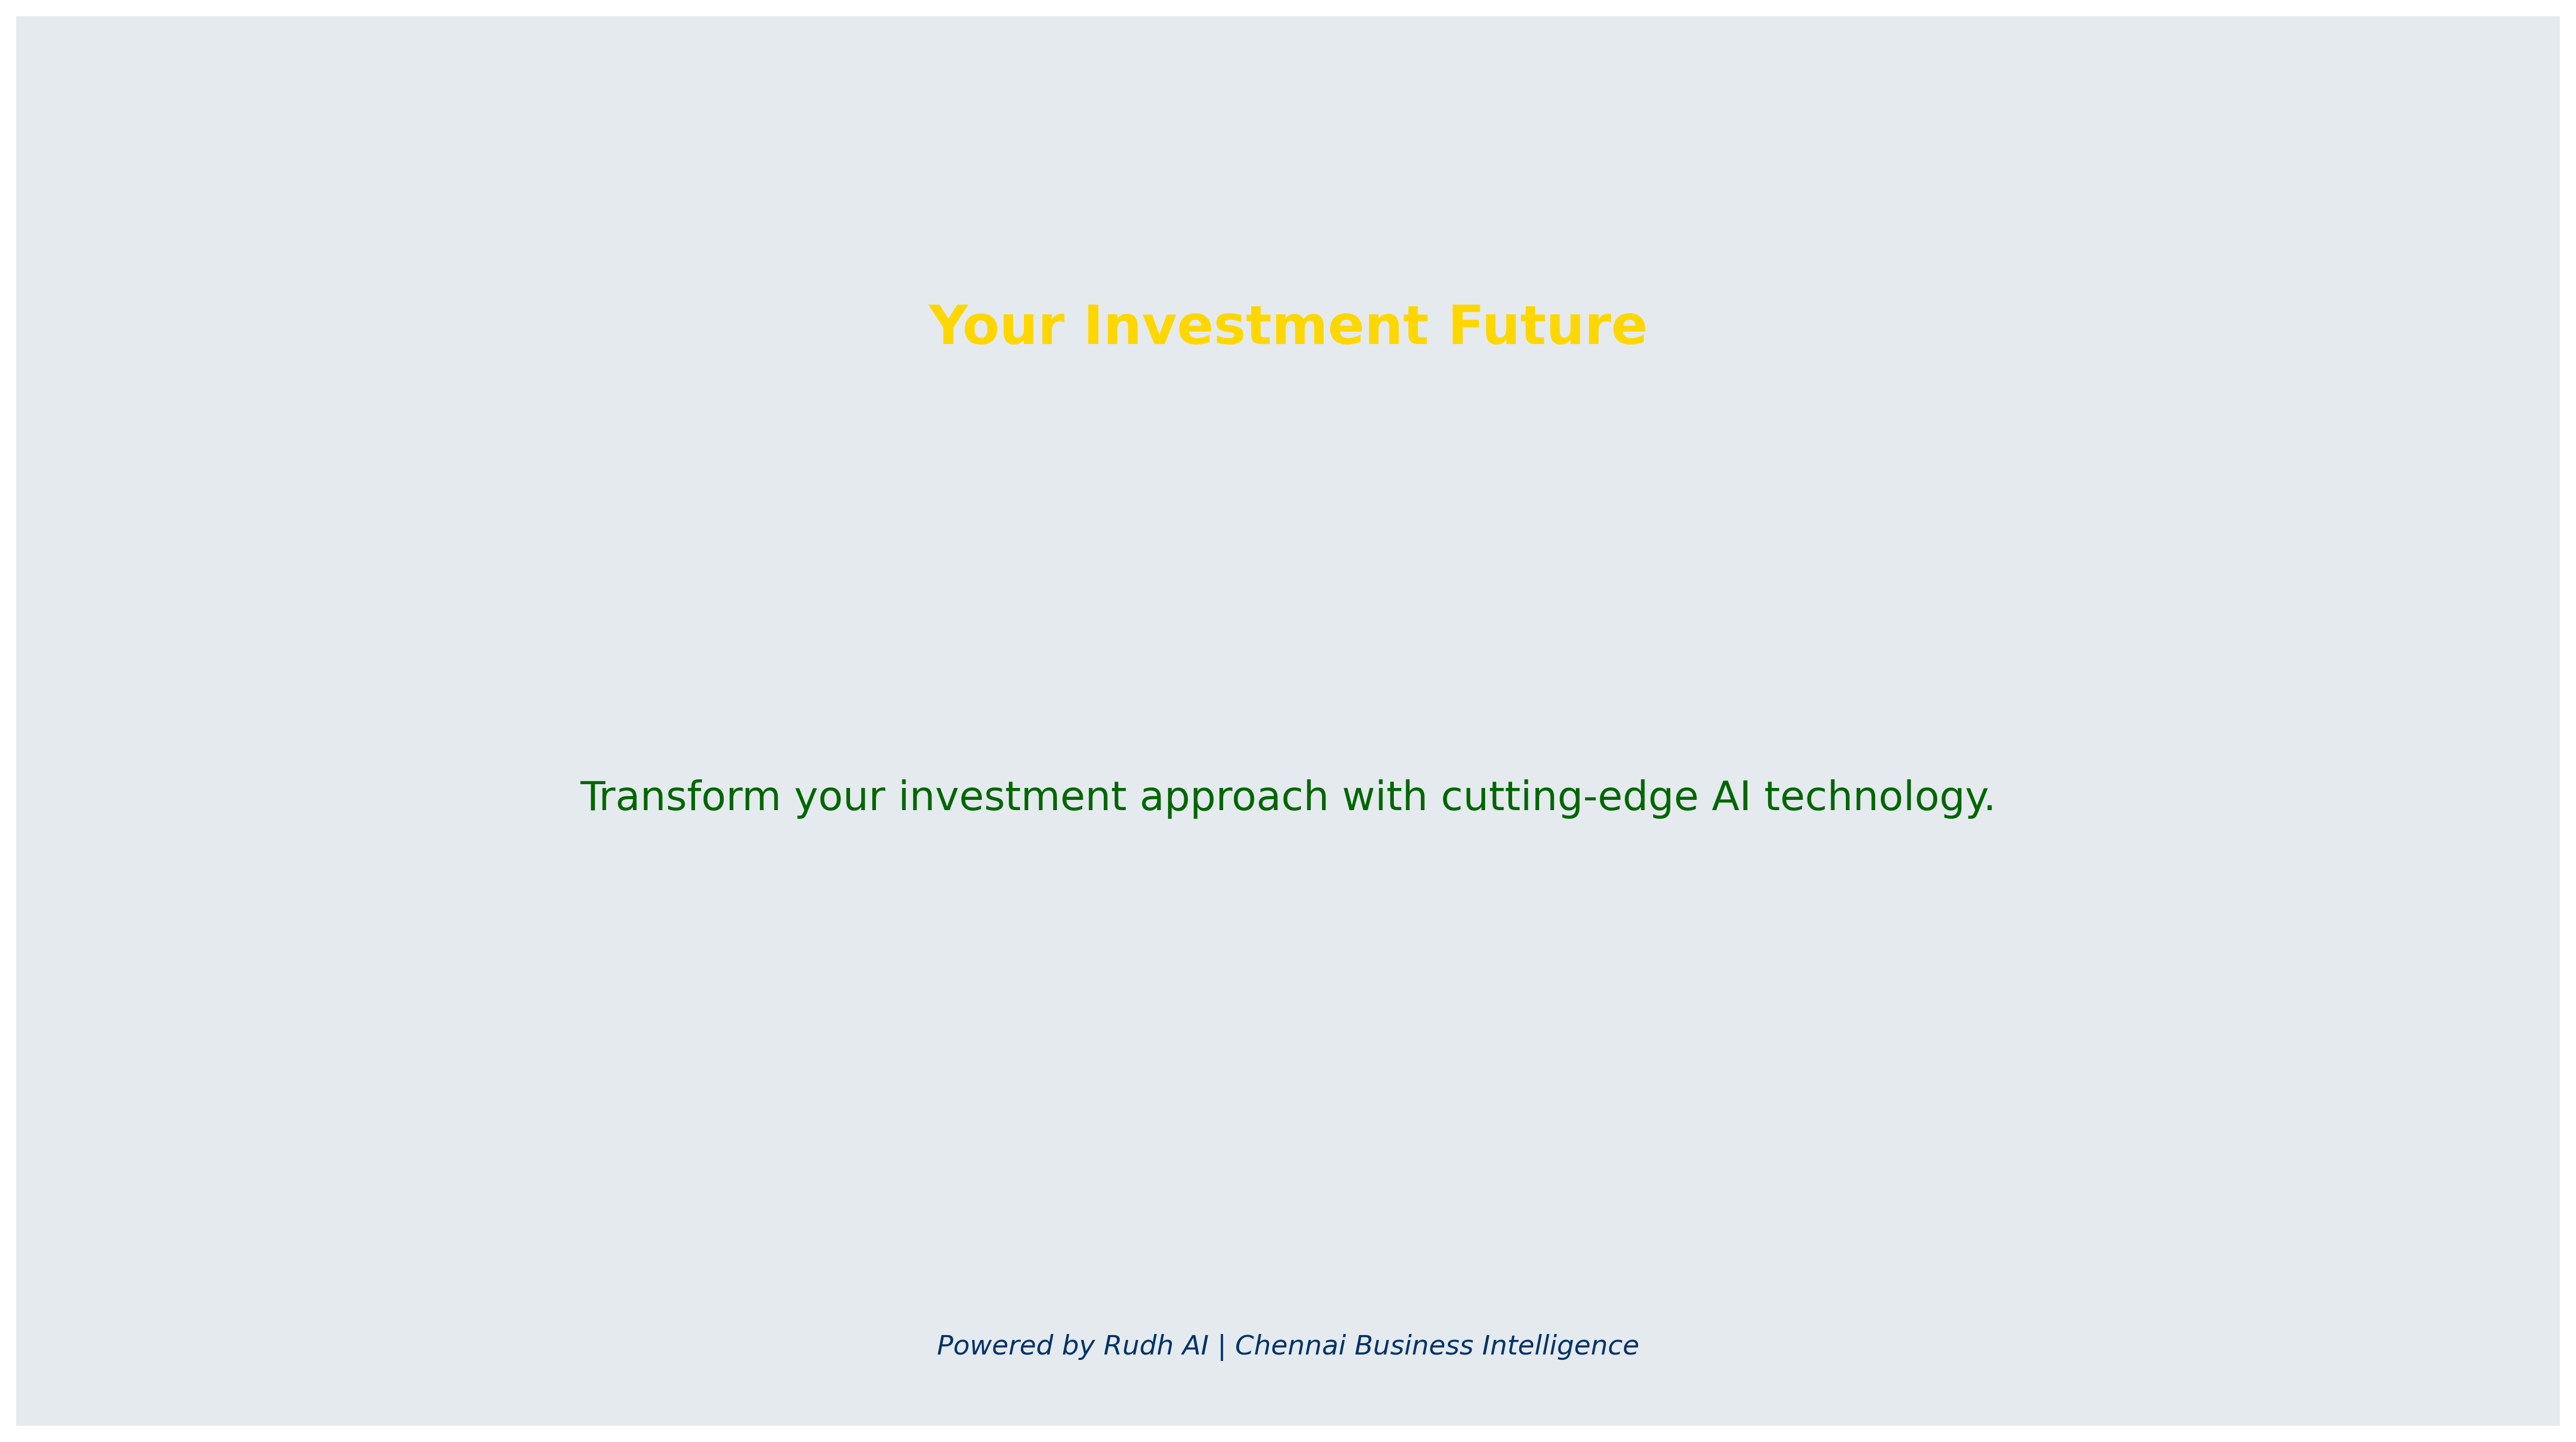 Your Investment Future
Transform your investment approach with cutting-edge AI technology.
Powered by Rudh AI | Chennai Business Intelligence